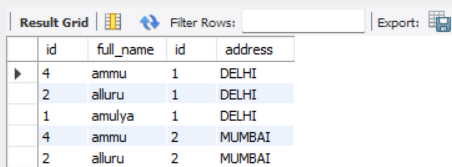 Result Grid Filter Rows: Export:
id full_name id address
4 ammu 1 DELHI
2 alluru 1 DELHI
1 amulya 1 DELHI
4 ammu 2 MUMBAI
2 alluru 2 MUMBAI